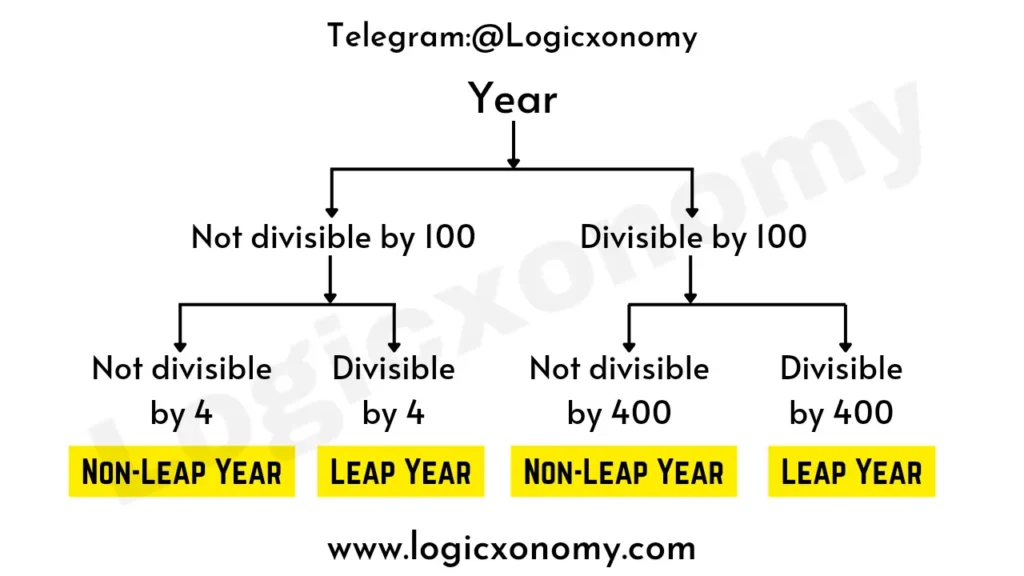 Telegram:@Logicxonomy
Year
Not divisible by 100
Divisible by 100
Not divisible
by 4
Divisible
by 4
Not divisible
by 400
Divisible
by 400
Non-Leap Year
Leap Year
Non-Leap Year
Leap Year
Logicxonomy
www.logicxonomy.com